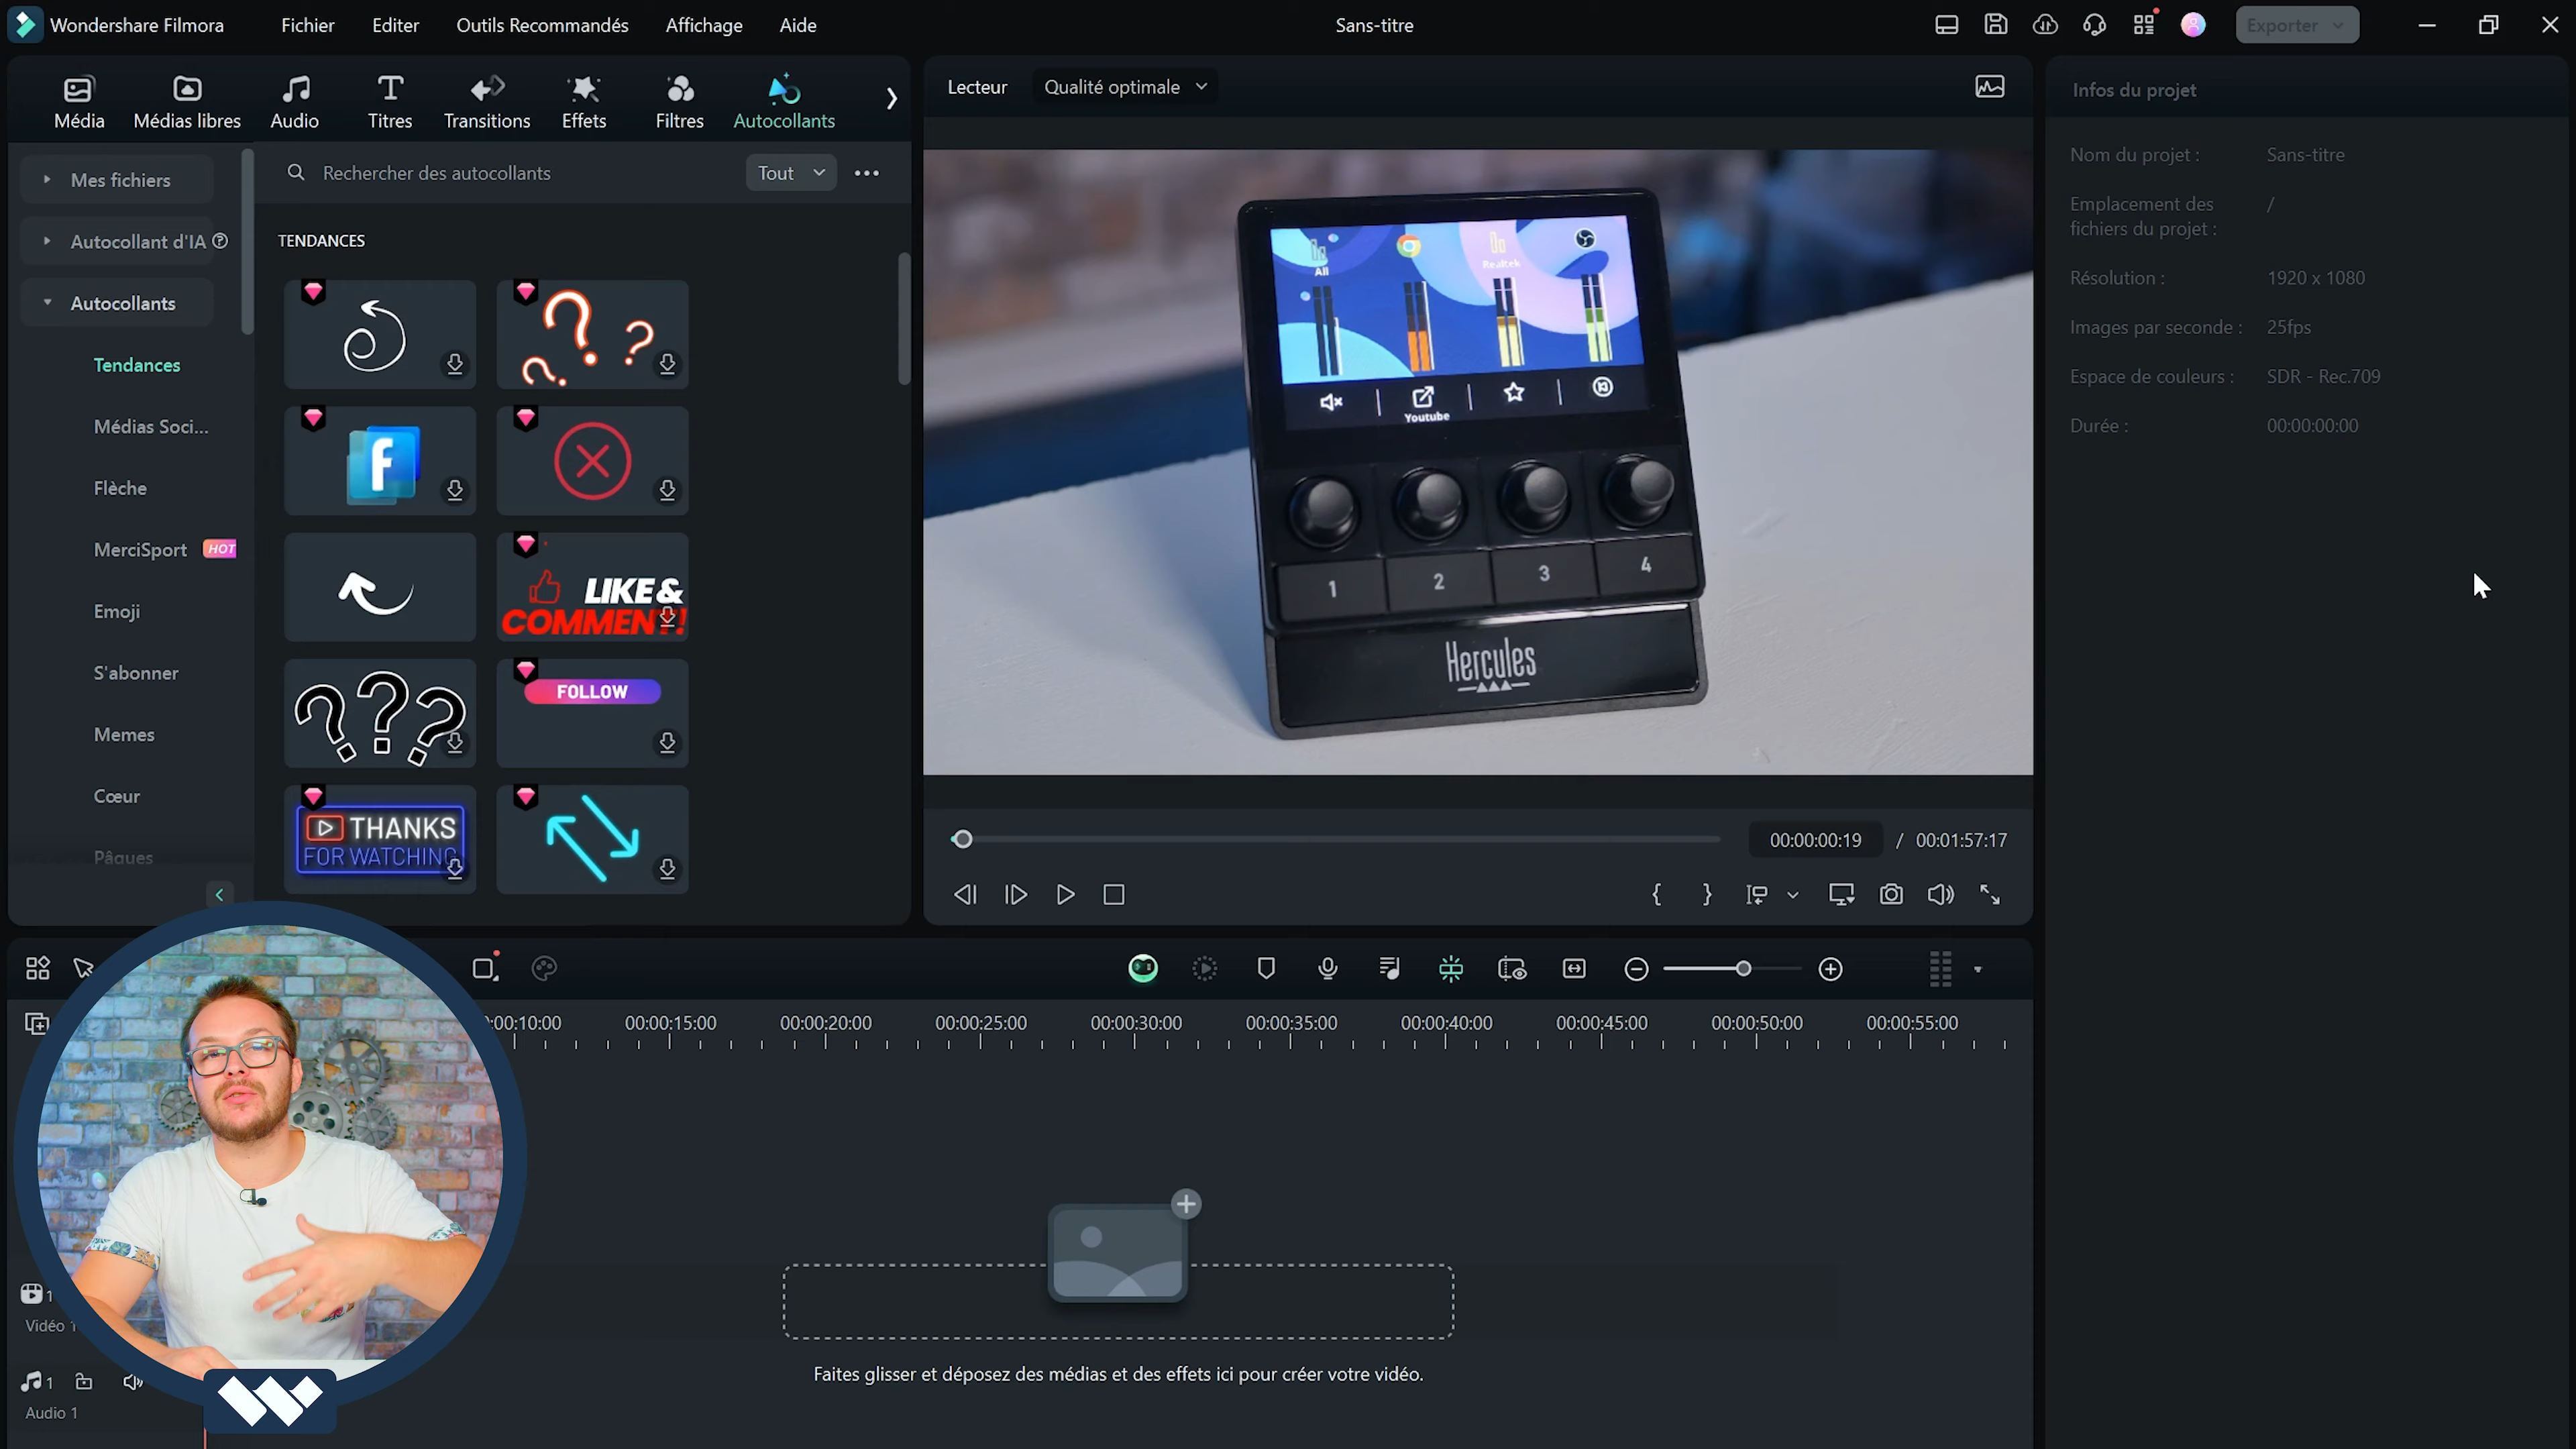 Wondershare Filmora
Fichier
Editer
Outils Recommandés
Affichage
Aide
Sans-titre
Exporter
Média
Médias libres
Audio
Titres
Transitions
Effets
Filtres
Autocollants
Mes fichiers
Autocollant d'IA
Autocollants
Tendances
Médias Soci...
Flèche
MerciSport HOT
Emoji
S'abonner
Memes
Cœur
Pâques
Rechercher des autocollants
Tout
TENDANCES
LIKE &
COMMENT!
FOLLOW
THANKS
FOR WATCHING
Lecteur
Qualité optimale
All
Realtek
Youtube
1 2 3 4
Hercules
00:00:00:19 / 00:01:57:17
Infos du projet
Nom du projet : Sans-titre
Emplacement des /
fichiers du projet :
Résolution : 1920 x 1080
Images par seconde : 25fps
Espace de couleurs : SDR - Rec.709
Durée : 00:00:00:00
:00:10:00 00:00:15:00 00:00:20:00 00:00:25:00 00:00:30:00 00:00:35:00 00:00:40:00 00:00:45:00 00:00:50:00 00:00:55:00
1
Vidéo 1
Faites glisser et déposez des médias et des effets ici pour créer votre vidéo.
1
Audio 1